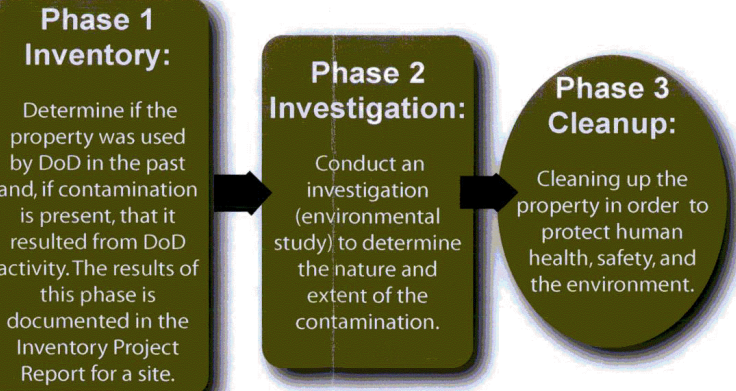 Phase 1
Inventory:
Determine if the
property was used
by DoD in the past
and, if contamination
is present, that it
resulted from DoD
activity. The results of
this phase is
documented in the
Inventory Project
Report for a site.
Phase 2
Investigation:
Conduct an
investigation
(environmental
study) to determine
the nature and
extent of the
contamination.
Phase 3
Cleanup:
Cleaning up the
property in order to
protect human
health, safety, and
the environment.